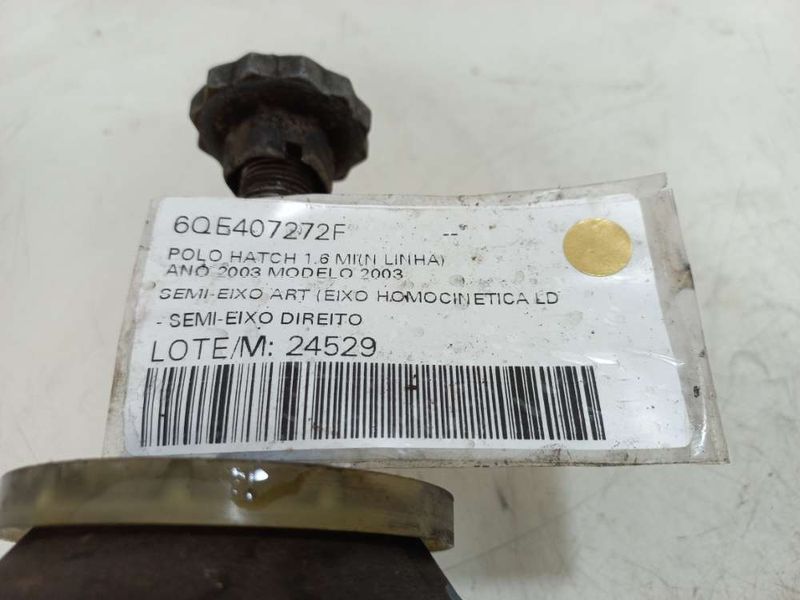 6QE407272F --
POLO HATCH 1.6 MI(N LINHA)
ANO 2003 MODELO 2003
SEMI-EIXO ART (EIXO HOMOCINETICA LD
- SEMI-EIXO DIREITO
LOTE/M: 24529